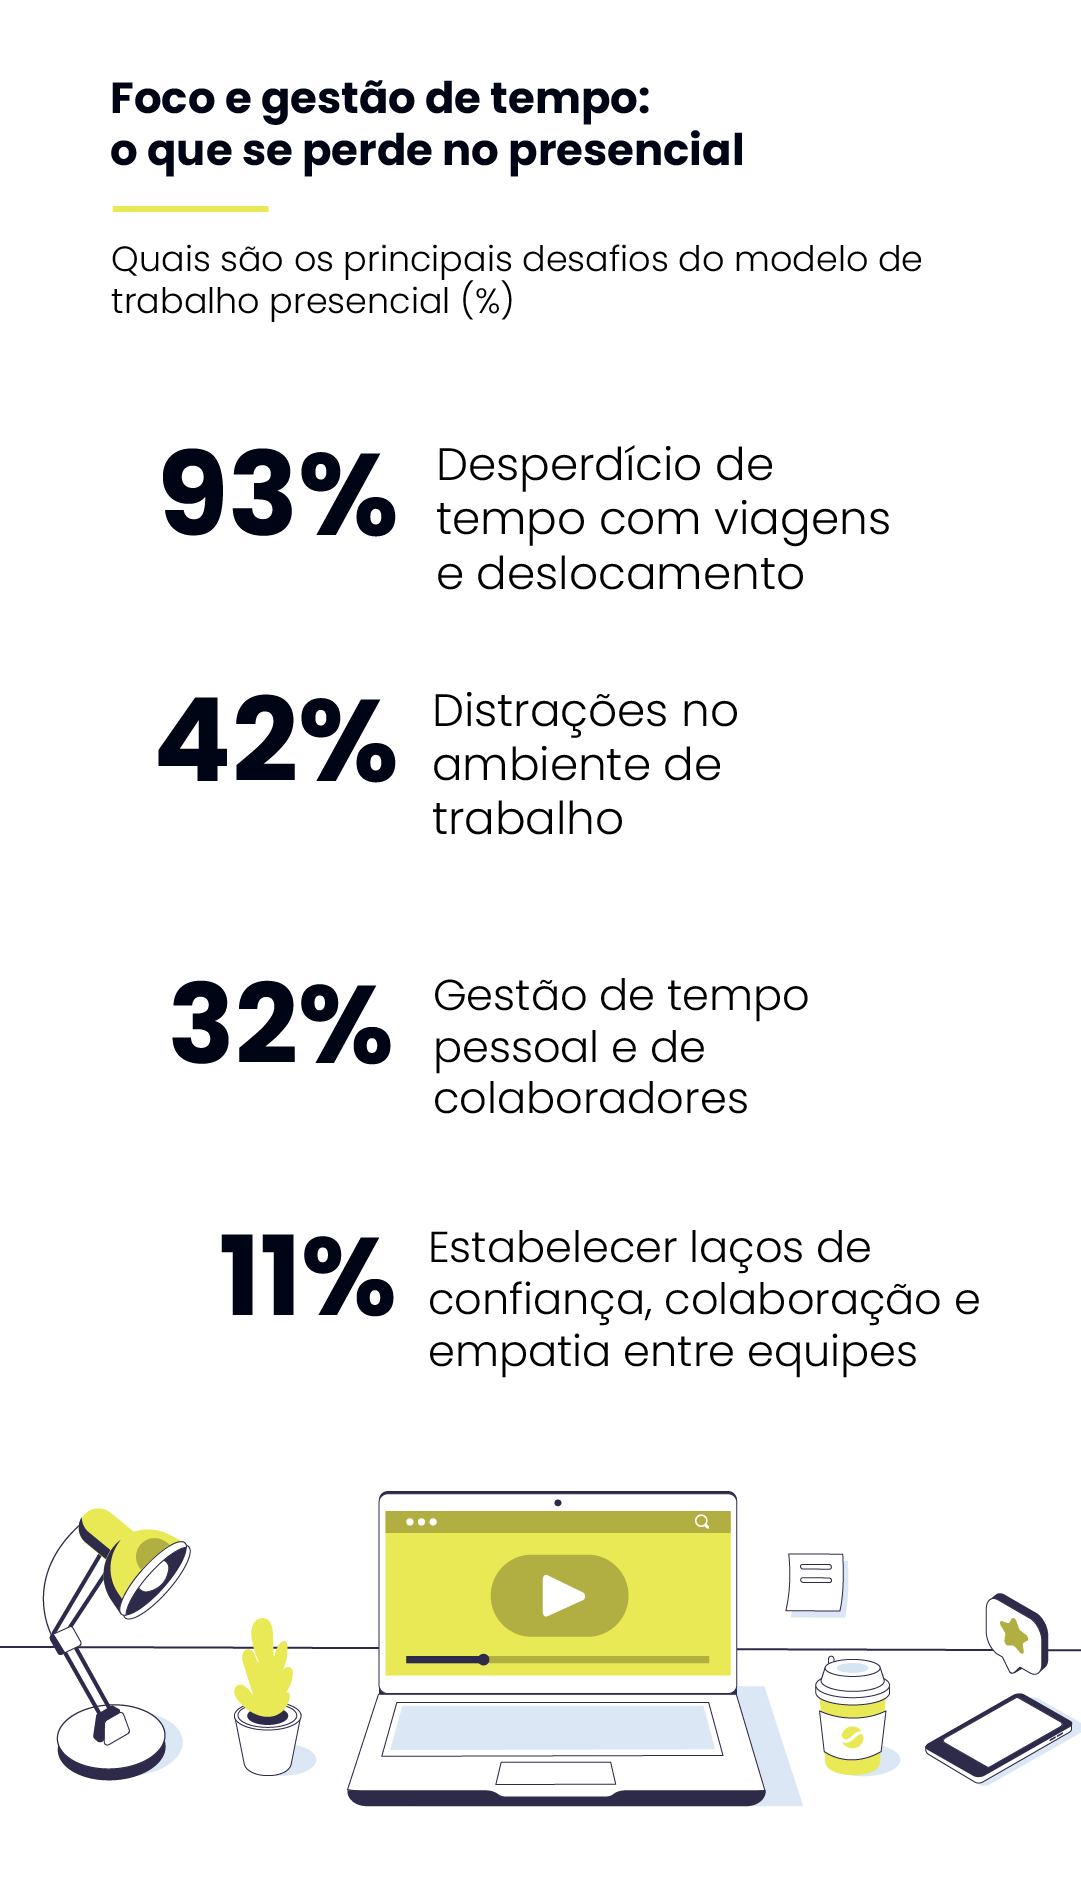 Foco e gestão de tempo:
o que se perde no presencial
Quais são os principais desafios do modelo de
trabalho presencial (%)
93%
Desperdício de
tempo com viagens
e deslocamento
42%
Distrações no
ambiente de
trabalho
32%
Gestão de tempo
pessoal e de
colaboradores
11%
Estabelecer laços de
confiança, colaboração e
empatia entre equipes